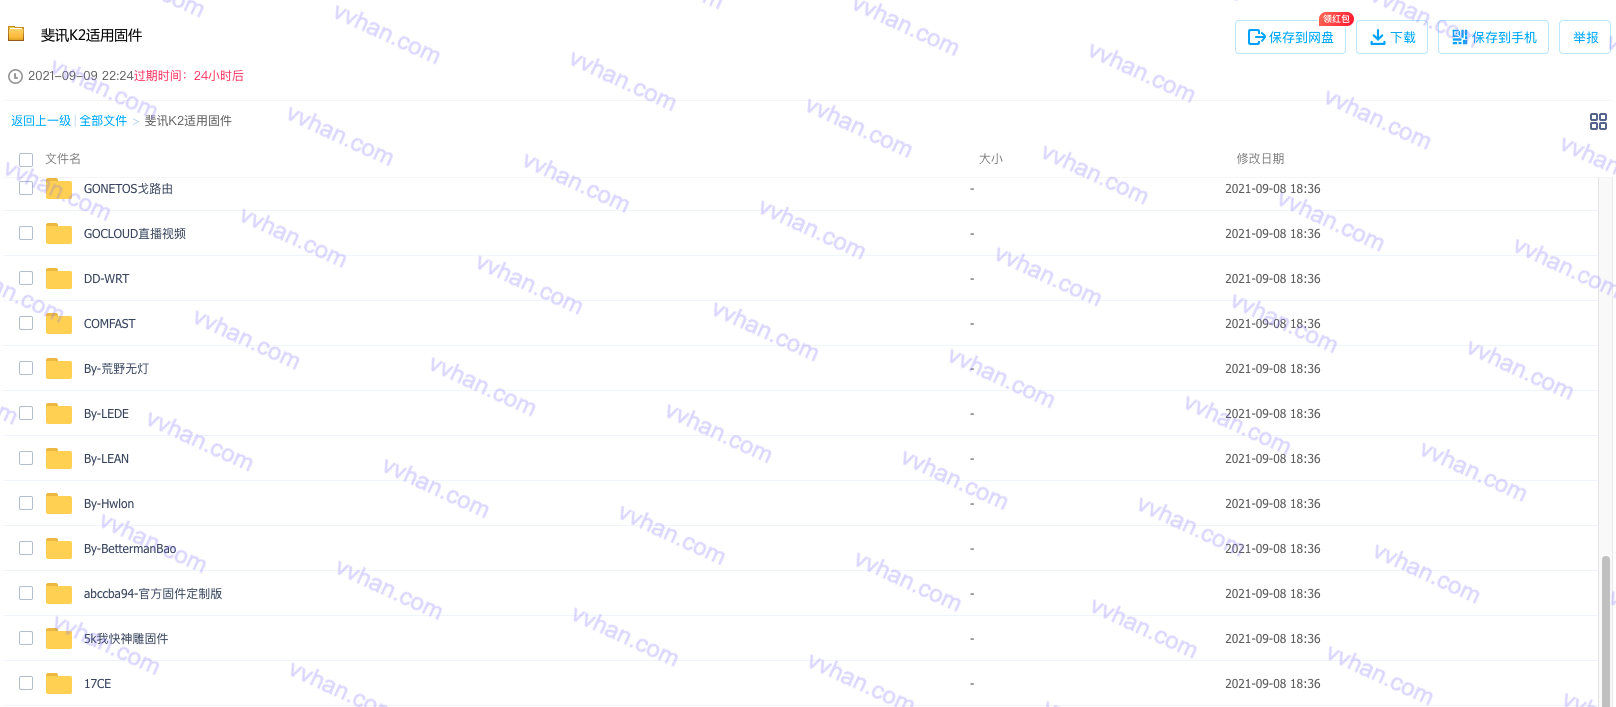 斐讯K2适用固件
领红包
保存到网盘 下载 保存到手机 举报
2021-09-09 22:24过期时间：24小时后
返回上一级 | 全部文件 > 斐讯K2适用固件
文件名 大小 修改日期
GONETOS戈路由 - 2021-09-08 18:36
GOCLOUD直播视频 - 2021-09-08 18:36
DD-WRT - 2021-09-08 18:36
COMFAST - 2021-09-08 18:36
By-荒野无灯 - 2021-09-08 18:36
By-LEDE - 2021-09-08 18:36
By-LEAN - 2021-09-08 18:36
By-Hwlon - 2021-09-08 18:36
By-BettermanBao - 2021-09-08 18:36
abccba94-官方固件定制版 - 2021-09-08 18:36
5k我快神雕固件 - 2021-09-08 18:36
17CE - 2021-09-08 18:36
vvhan.com